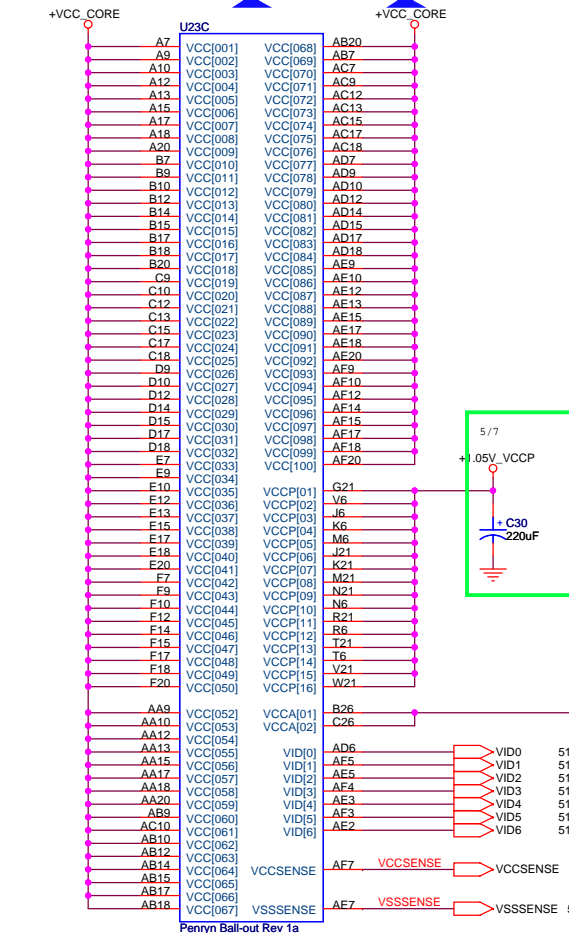 +VCC_CORE +VCC_CORE
U23C
A7 VCC[001] VCC[068] AB20
A9 VCC[002] VCC[069] AB7
A10 VCC[003] VCC[070] AC7
A12 VCC[004] VCC[071] AC9
A13 VCC[005] VCC[072] AC12
A15 VCC[006] VCC[073] AC13
A17 VCC[007] VCC[074] AC15
A18 VCC[008] VCC[075] AC17
A20 VCC[009] VCC[076] AC18
B7 VCC[010] VCC[077] AD7
B9 VCC[011] VCC[078] AD9
B10 VCC[012] VCC[079] AD10
B12 VCC[013] VCC[080] AD12
B14 VCC[014] VCC[081] AD14
B15 VCC[015] VCC[082] AD15
B17 VCC[016] VCC[083] AD17
B18 VCC[017] VCC[084] AD18
B20 VCC[018] VCC[085] AE9
C9 VCC[019] VCC[086] AE10
C10 VCC[020] VCC[087] AE12
C12 VCC[021] VCC[088] AE13
C13 VCC[022] VCC[089] AE15
C15 VCC[023] VCC[090] AE17
C17 VCC[024] VCC[091] AE18
C18 VCC[025] VCC[092] AE20
D9 VCC[026] VCC[093] AF9
D10 VCC[027] VCC[094] AF10
D12 VCC[028] VCC[095] AF12
D14 VCC[029] VCC[096] AF14
D15 VCC[030] VCC[097] AF15
D17 VCC[031] VCC[098] AF17
D18 VCC[032] VCC[099] AF18
E7 VCC[033] VCC[100] AF20
E9 VCC[034]
E10 VCC[035] VCCP[01] G21
E12 VCC[036] VCCP[02] V6
E13 VCC[037] VCCP[03] J6
E15 VCC[038] VCCP[04] K6
E17 VCC[039] VCCP[05] M6
E18 VCC[040] VCCP[06] J21
E20 VCC[041] VCCP[07] K21
F7 VCC[042] VCCP[08] M21
F9 VCC[043] VCCP[09] N21
F10 VCC[044] VCCP[10] N6
F12 VCC[045] VCCP[11] R21
F14 VCC[046] VCCP[12] R6
F15 VCC[047] VCCP[13] T21
F17 VCC[048] VCCP[14] T6
F18 VCC[049] VCCP[15] V21
F20 VCC[050] VCCP[16] W21
AA9 VCC[052] VCCA[01] B26
AA10 VCC[053] VCCA[02] C26
AA12 VCC[054]
AA13 VCC[055] VID[0] AD6 VID0 51
AA15 VCC[056] VID[1] AF5 VID1 51
AA17 VCC[057] VID[2] AE5 VID2 51
AA18 VCC[058] VID[3] AF4 VID3 51
AA20 VCC[059] VID[4] AE3 VID4 51
AB9 VCC[060] VID[5] AF3 VID5 51
AC10 VCC[061] VID[6] AE2 VID6 51
AB10 VCC[062]
AB12 VCC[063]
AB14 VCC[064] VCCSENSE AF7 VCCSENSE VCCSENSE
AB15 VCC[065]
AB17 VCC[066]
AB18 VCC[067] VSSSENSE AE7 VSSSENSE VSSSENSE 5
Penryn Ball-out Rev 1a
5/7
+1.05V_VCCP
+ C30
220uF